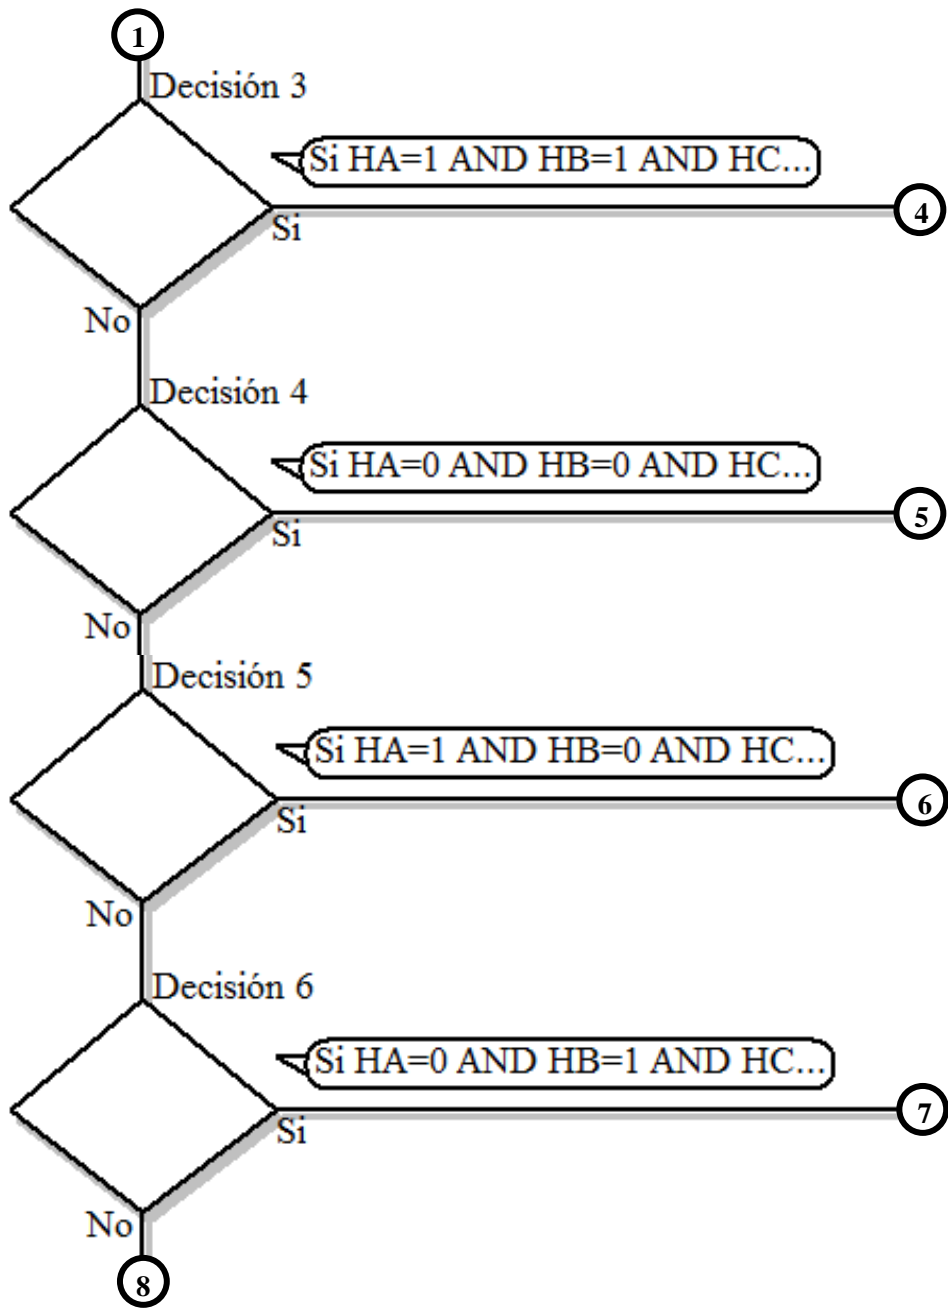 1
Decisión 3
Si HA=1 AND HB=1 AND HC...
4
Si
No
Decisión 4
Si HA=0 AND HB=0 AND HC...
5
Si
No
Decisión 5
Si HA=1 AND HB=0 AND HC...
6
Si
No
Decisión 6
Si HA=0 AND HB=1 AND HC...
7
Si
No
8